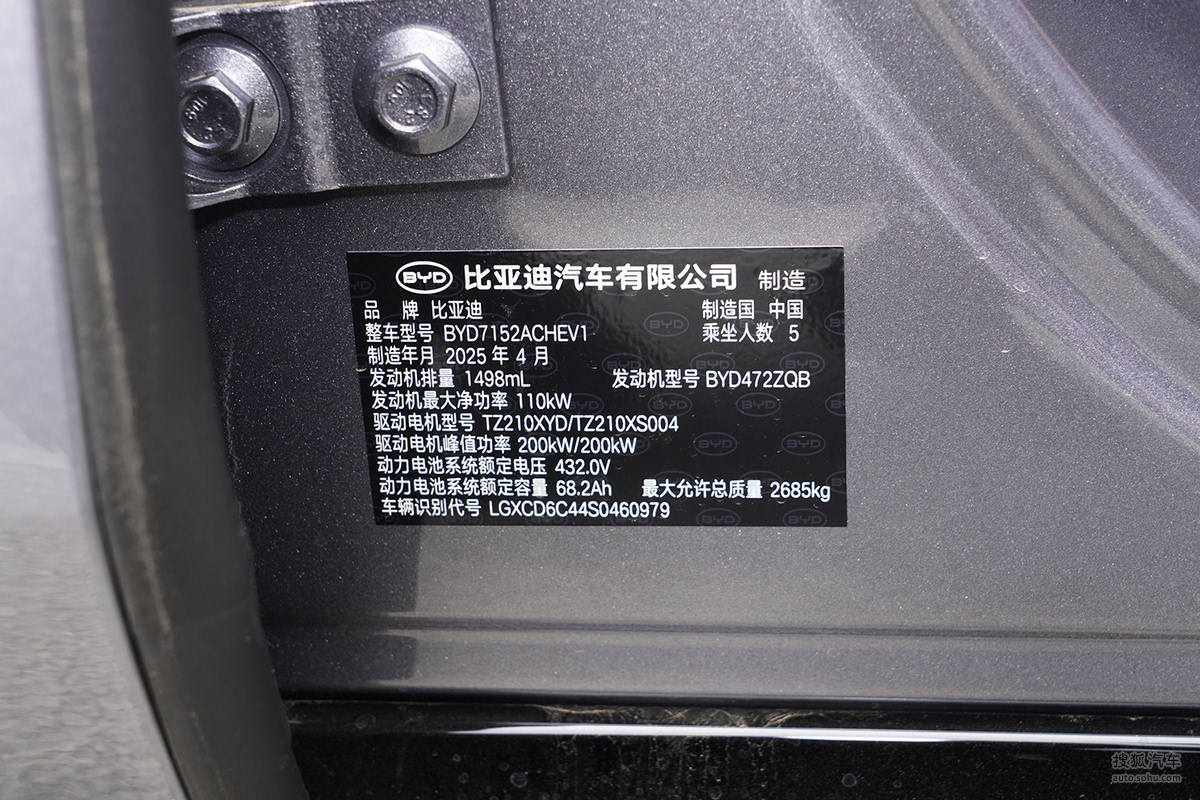 BYD 比亚迪汽车有限公司 制造
品 牌 比亚迪 制造国 中国
整车型号 BYD7152ACHEV1 乘坐人数 5
制造年月 2025 年 4 月
发动机排量 1498mL 发动机型号 BYD472ZQB
发动机最大净功率 110kW
驱动电机型号 TZ210XYD/TZ210XS004
驱动电机峰值功率 200kW/200kW
动力电池系统额定电压 432.0V
动力电池系统额定容量 68.2Ah 最大允许总质量 2685kg
车辆识别代号 LGXCD6C44S0460979
搜狐汽车
auto.sohu.com